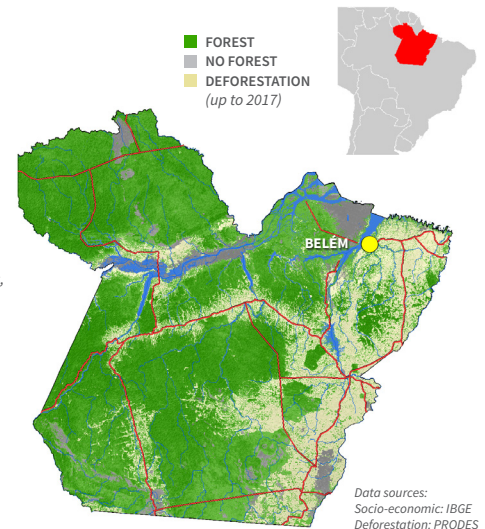 FOREST
NO FOREST
DEFORESTATION
(up to 2017)
BELÉM
,
Data sources:
Socio-economic: IBGE
Deforestation: PRODES